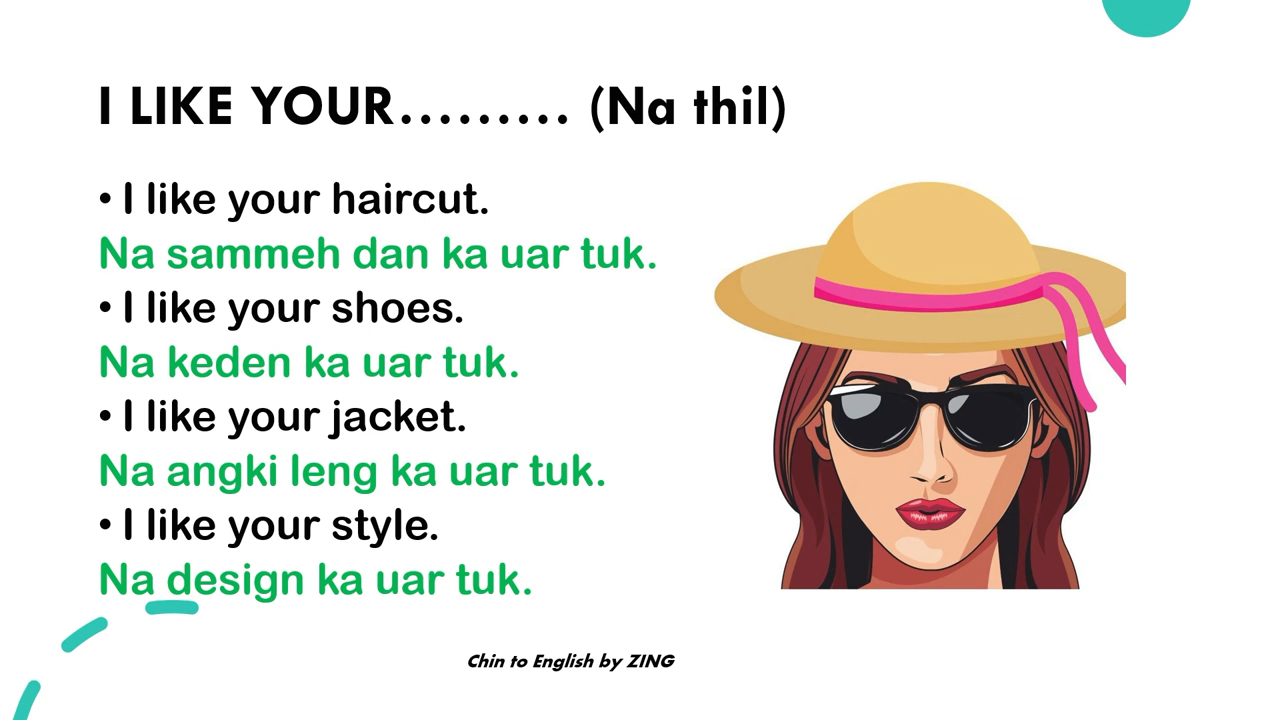 I LIKE YOUR……… (Na thil)
• I like your haircut.
Na sammeh dan ka uar tuk.
• I like your shoes.
Na keden ka uar tuk.
• I like your jacket.
Na angki leng ka uar tuk.
• I like your style.
Na design ka uar tuk.
Chin to English by ZING